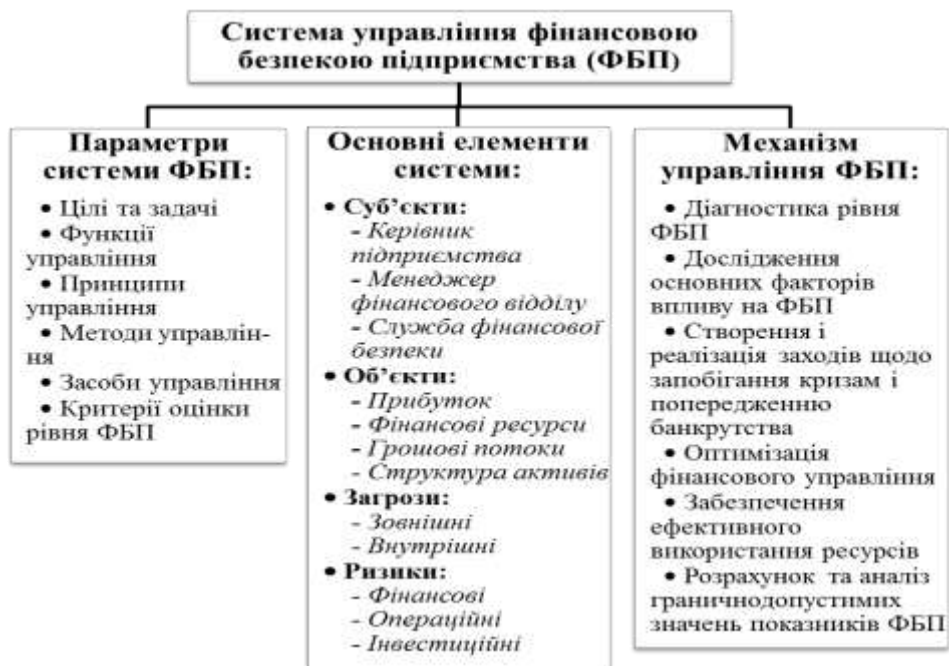 Система управління фінансовою
безпекою підприємства (ФБП)
Параметри
системи ФБП:
• Цілі та задачі
• Функції
управління
• Принципи
управління
• Методи управлін-
ня
• Засоби управління
• Критерії оцінки
рівня ФБП
Основні елементи
системи:
• Суб’єкти:
- Керівник
підприємства
- Менеджер
фінансового відділу
- Служба фінансової
безпеки
• Об’єкти:
- Прибуток
- Фінансові ресурси
- Грошові потоки
- Структура активів
• Загрози:
- Зовнішні
- Внутрішні
• Ризики:
- Фінансові
- Операційні
- Інвестиційні
Механізм
управління ФБП:
• Діагностика рівня
ФБП
• Дослідження
основних факторів
впливу на ФБП
• Створення і
реалізація заходів щодо
запобігання кризам і
попередженню
банкрутства
• Оптимізація
фінансового управління
• Забезпечення
ефективного
використання ресурсів
• Розрахунок та аналіз
граничнодопустимих
значень показників ФБП